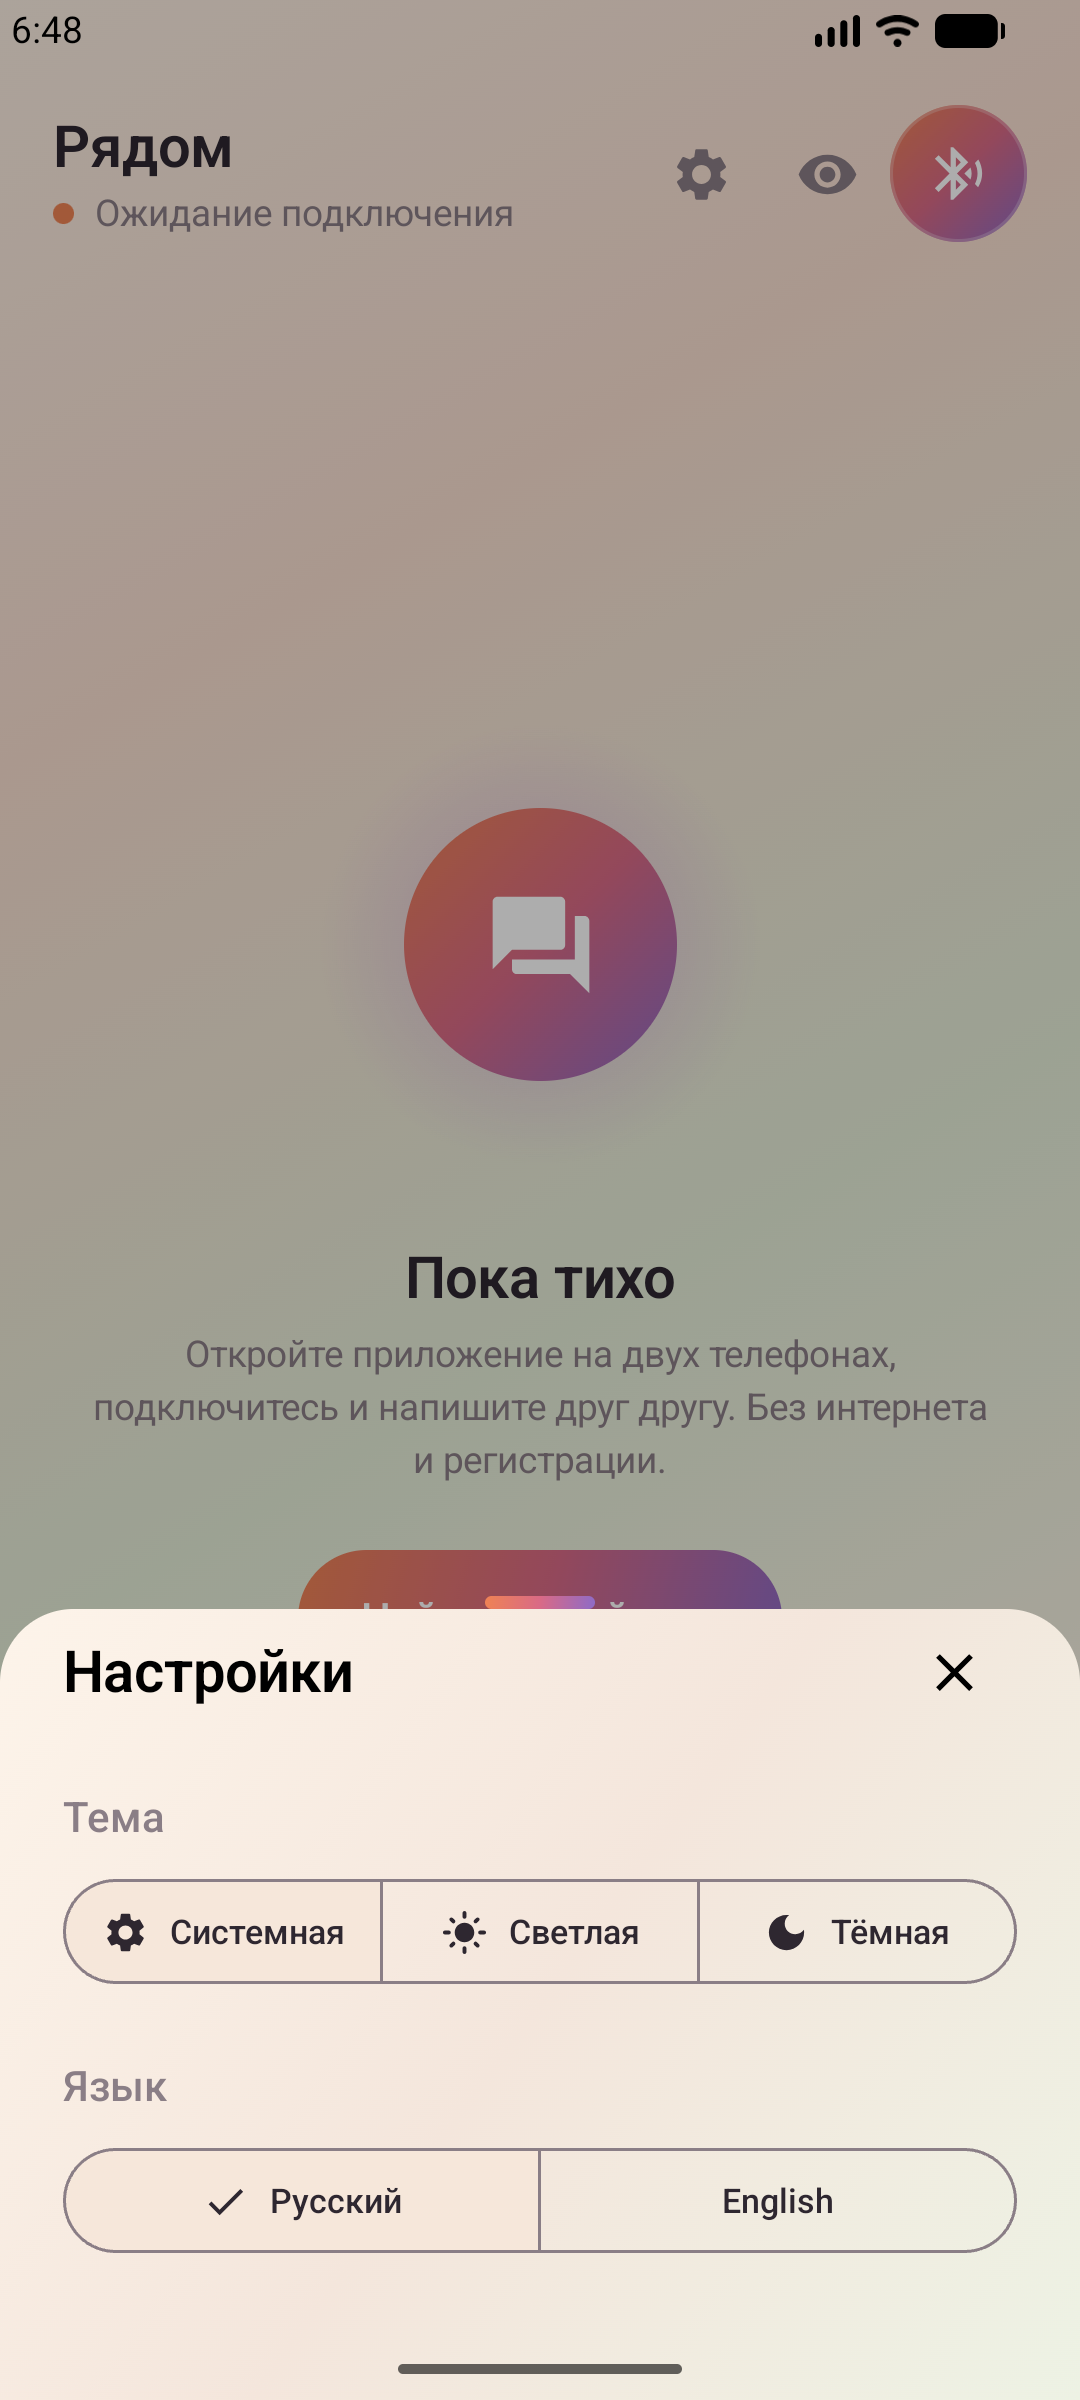 6:48
Рядом
Ожидание подключения
Пока тихо
Откройте приложение на двух телефонах,
подключитесь и напишите друг другу. Без интернета
и регистрации.
Настройки
Тема
Системная
Светлая
Тёмная
Язык
Русский
English